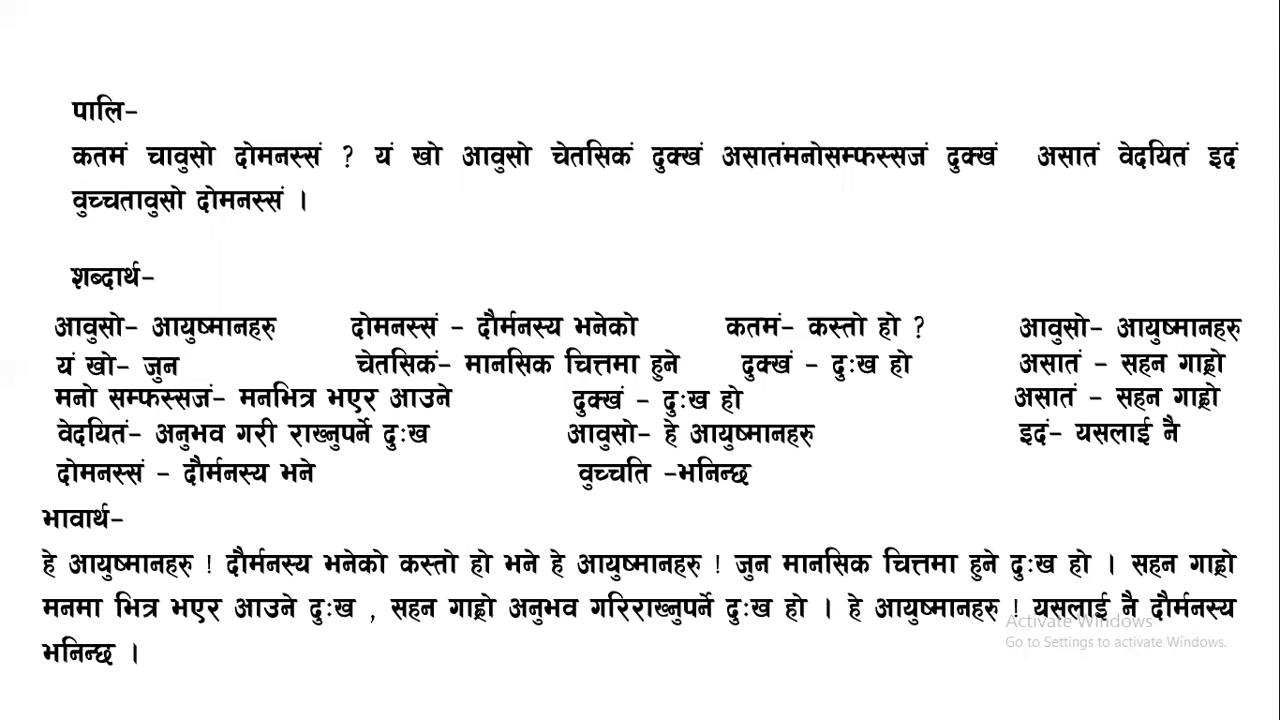 पालि-
कतमं चावुसो दोमनस्सं ? यं खो आवुसो चेतसिकं दुक्खं असातंमनोसम्फस्सजं दुक्खं असातं वेदयितं इदं
वुच्चतावुसो दोमनस्सं ।
शब्दार्थ-
आवुसो- आयुष्मानहरु दोमनस्सं - दौर्मनस्य भनेको कतमं- कस्तो हो ? आवुसो- आयुष्मानहरु
यं खो- जुन चेतसिकं- मानसिक चित्तमा हुने दुक्खं - दुःख हो असातं - सहन गाह्रो
मनो सम्फस्सजं- मनभित्र भएर आउने दुक्खं - दुःख हो असातं - सहन गाह्रो
वेदयितं- अनुभव गरी राख्नुपर्ने दुःख आवुसो- हे आयुष्मानहरु इदं- यसलाई नै
दोमनस्सं - दौर्मनस्य भने वुच्चति -भनिन्छ
भावार्थ-
हे आयुष्मानहरु ! दौर्मनस्य भनेको कस्तो हो भने हे आयुष्मानहरु ! जुन मानसिक चित्तमा हुने दुःख हो । सहन गाह्रो
मनमा भित्र भएर आउने दुःख , सहन गाह्रो अनुभव गरिराख्नुपर्ने दुःख हो । हे आयुष्मानहरु ! यसलाई नै दौर्मनस्य
भनिन्छ ।
Activate Windows
Go to Settings to activate Windows.